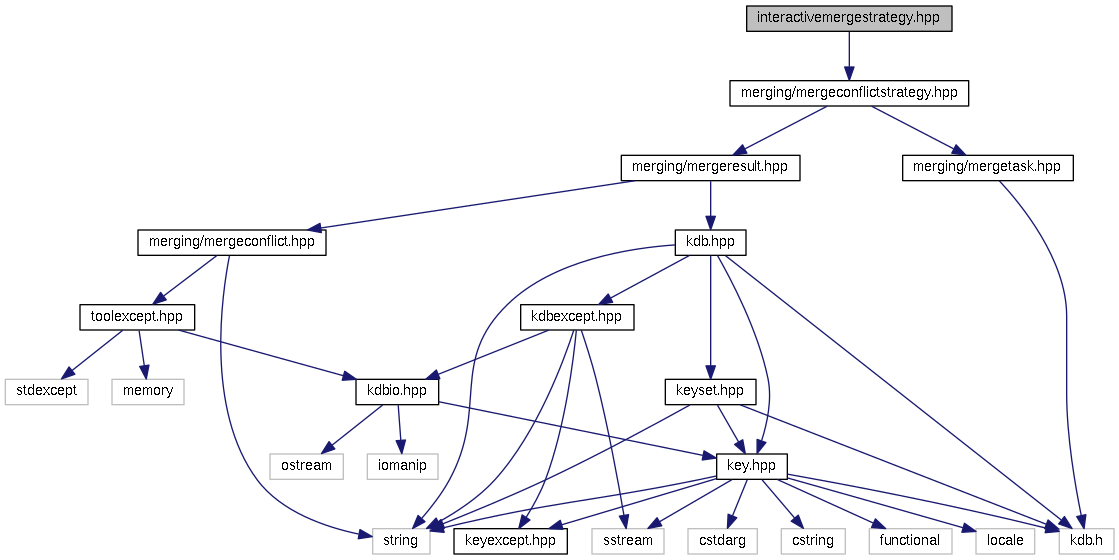 interactivemergestrategy.hpp
merging/mergeconflictstrategy.hpp
merging/mergeresult.hpp
merging/mergetask.hpp
merging/mergeconflict.hpp
kdb.hpp
toolexcept.hpp
kdbexcept.hpp
stdexcept
memory
kdbio.hpp
keyset.hpp
ostream
iomanip
key.hpp
string
keyexcept.hpp
sstream
cstdarg
cstring
functional
locale
kdb.h